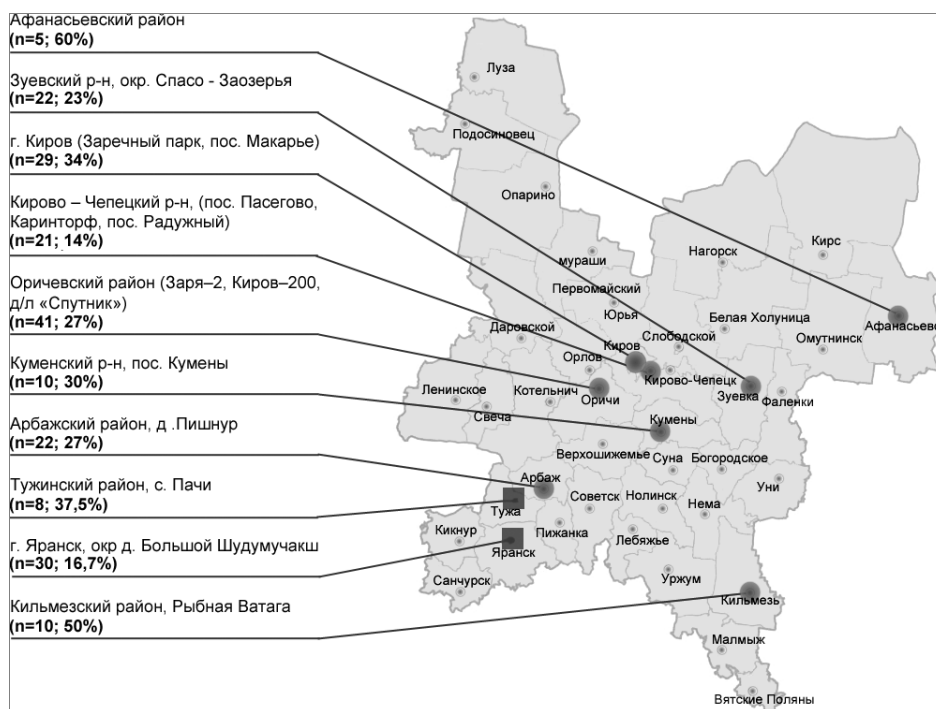 Афанасьевский район
(n=5; 60%)
Зуевский р-н, окр. Спасо - Заозерья
(n=22; 23%)
г. Киров (Заречный парк, пос. Макарье)
(n=29; 34%)
Кирово – Чепецкий р-н, (пос. Пасегово,
Каринторф, пос. Радужный)
(n=21; 14%)
Оричевский район (Заря–2, Киров–200,
д/л «Спутник»)
(n=41; 27%)
Куменский р-н, пос. Кумены
(n=10; 30%)
Арбажский район, д .Пишнур
(n=22; 27%)
Тужинский район, с. Пачи
(n=8; 37,5%)
г. Яранск, окр д. Большой Шудумучакш
(n=30; 16,7%)
Кильмезский район, Рыбная Ватага
(n=10; 50%)
Луза
Подосиновец
Опарино
мураши
Нагорск
Кирс
Первомайский
Юрья
Белая Холуница
Афанасьево
Даровской
Слободской
Киров
Омутнинск
Орлов
Кирово-Чепецк
Ленинское
Котельнич
Оричи
Зуевка
Фаленки
Свеча
Кумены
Верхошижемье
Суна
Богородское
Арбаж
Советск
Нолинск
Уни
Тужа
Нема
Кикнур
Пижанка
Лебяжье
Яранск
Санчурск
Уржум
Кильмезь
Малмыж
Вятские Поляны